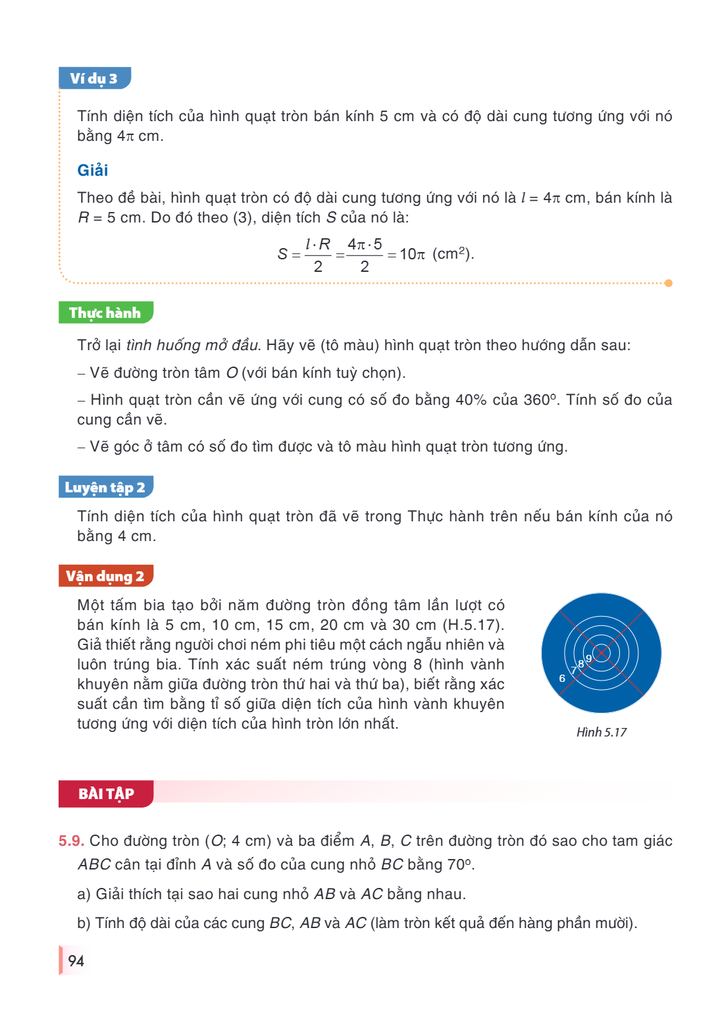 Ví dụ 3
Tính diện tích của hình quạt tròn bán kính 5 cm và có độ dài cung tương ứng với nó
bằng 4π cm.
Giải
Theo đề bài, hình quạt tròn có độ dài cung tương ứng với nó là l = 4π cm, bán kính là
R = 5 cm. Do đó theo (3), diện tích S của nó là:
S = l·R/2 = 4π·5/2 = 10π (cm²).
Thực hành
Trở lại tình huống mở đầu. Hãy vẽ (tô màu) hình quạt tròn theo hướng dẫn sau:
– Vẽ đường tròn tâm O (với bán kính tuỳ chọn).
– Hình quạt tròn cần vẽ ứng với cung có số đo bằng 40% của 360º. Tính số đo của
cung cần vẽ.
– Vẽ góc ở tâm có số đo tìm được và tô màu hình quạt tròn tương ứng.
Luyện tập 2
Tính diện tích của hình quạt tròn đã vẽ trong Thực hành trên nếu bán kính của nó
bằng 4 cm.
Vận dụng 2
Một tấm bia tạo bởi năm đường tròn đồng tâm lần lượt có
bán kính là 5 cm, 10 cm, 15 cm, 20 cm và 30 cm (H.5.17).
Giả thiết rằng người chơi ném phi tiêu một cách ngẫu nhiên và
luôn trúng bia. Tính xác suất ném trúng vòng 8 (hình vành
khuyên nằm giữa đường tròn thứ hai và thứ ba), biết rằng xác
suất cần tìm bằng tỉ số giữa diện tích của hình vành khuyên
tương ứng với diện tích của hình tròn lớn nhất.
6 7 8 9
Hình 5.17
BÀI TẬP
5.9. Cho đường tròn (O; 4 cm) và ba điểm A, B, C trên đường tròn đó sao cho tam giác
ABC cân tại đỉnh A và số đo của cung nhỏ BC bằng 70º.
a) Giải thích tại sao hai cung nhỏ AB và AC bằng nhau.
b) Tính độ dài của các cung BC, AB và AC (làm tròn kết quả đến hàng phần mười).
94